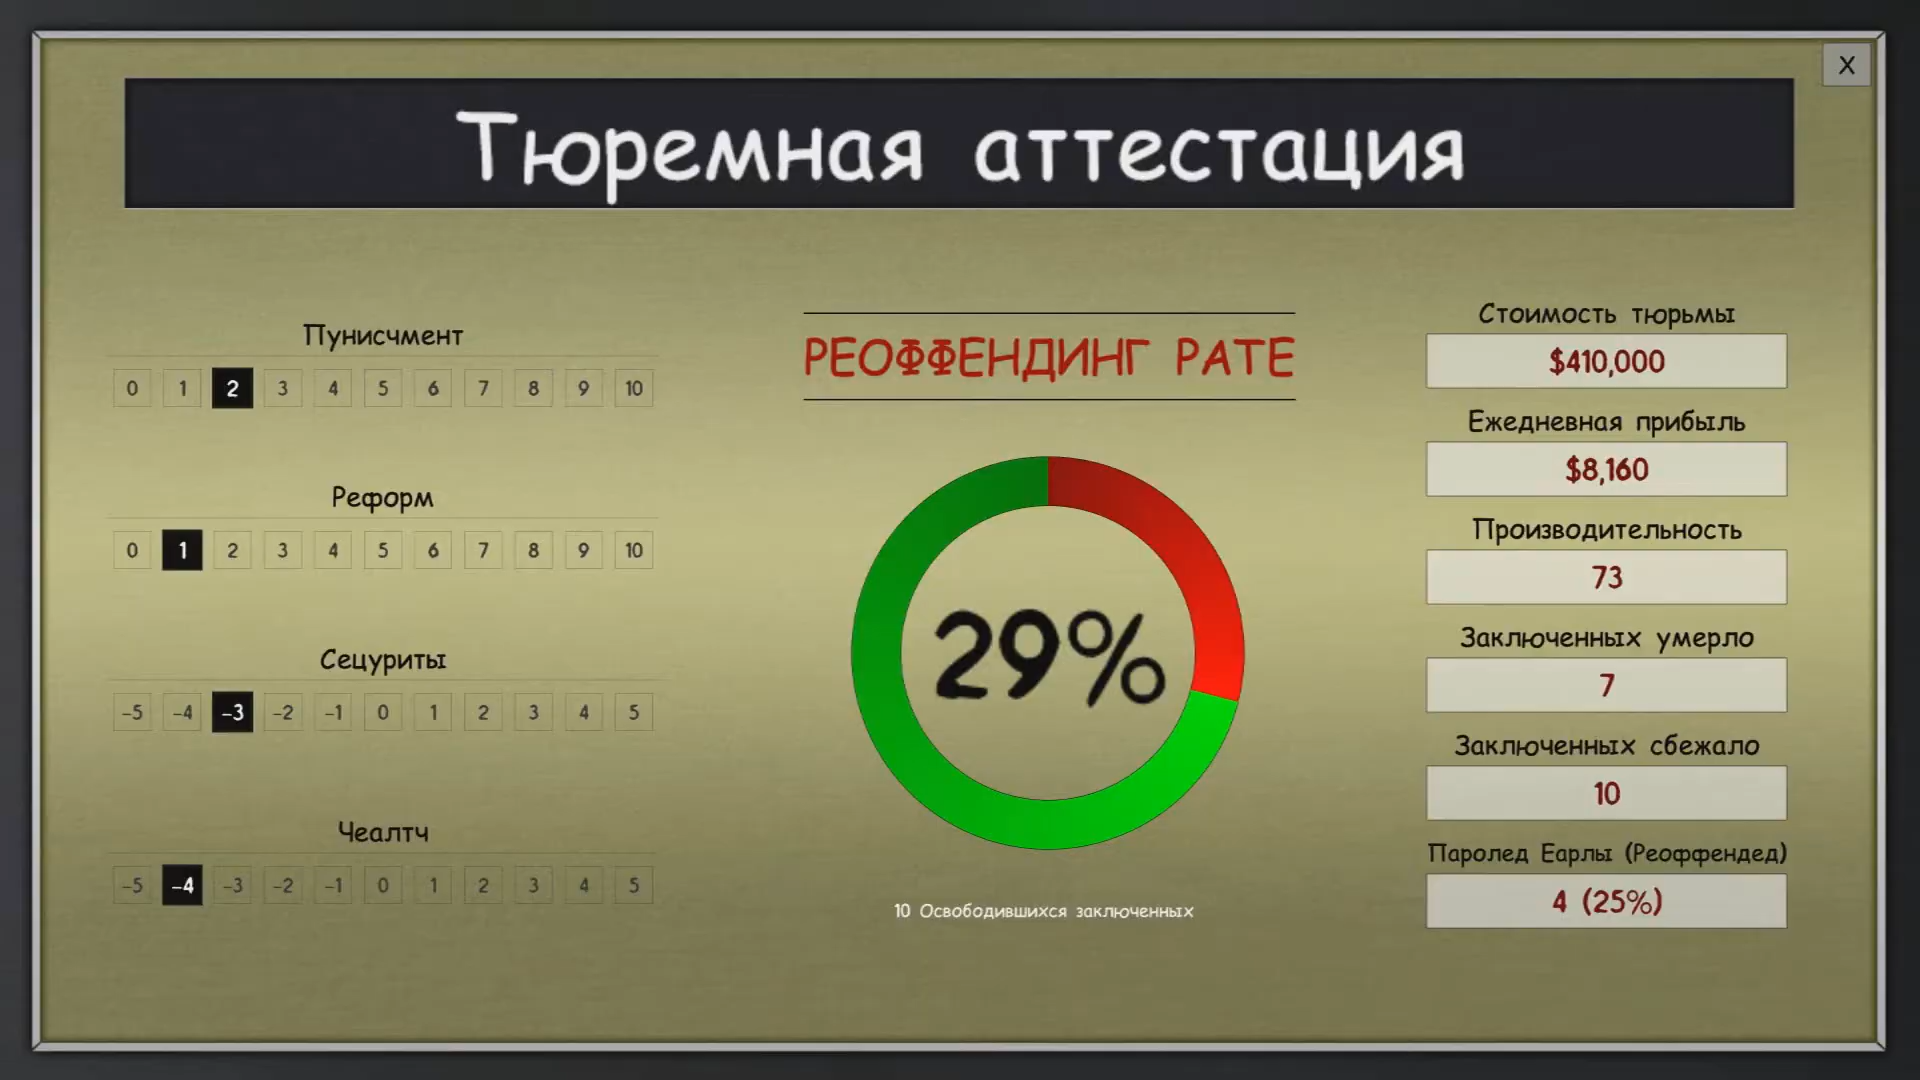 X
Тюремная аттестация
Пунисчмент
0 1 2 3 4 5 6 7 8 9 10
Реформ
0 1 2 3 4 5 6 7 8 9 10
Сецуриты
-5 -4 -3 -2 -1 0 1 2 3 4 5
Чеалтч
-5 -4 -3 -2 -1 0 1 2 3 4 5
РЕОФФЕНДИНГ РАТЕ
29%
10 Освободившихся заключенных
Стоимость тюрьмы
$410,000
Ежедневная прибыль
$8,160
Производительность
73
Заключенных умерло
7
Заключенных сбежало
10
Паролед Еарлы (Реоффендед)
4 (25%)